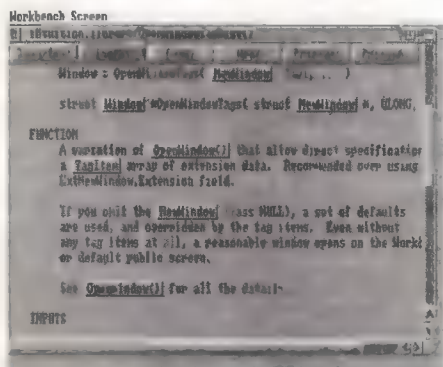 Workbench Screen
Window = OpenWindowTags( NewWindow
struct Window *OpenWindowTags( struct NewWindow *, ULONG,
FUNCTION
A variation of OpenWindow() that allow direct specification
a TagItem array of extension data. Recommended over using
ExtNewWindow.Extension field.
If you omit the NewWindow (pass NULL), a set of defaults
are used, and overridden by the tag items. Even without
any tag items at all, a reasonable window opens on the Workb
or default public screen.
See OpenWindow() for all the details.
INPUTS